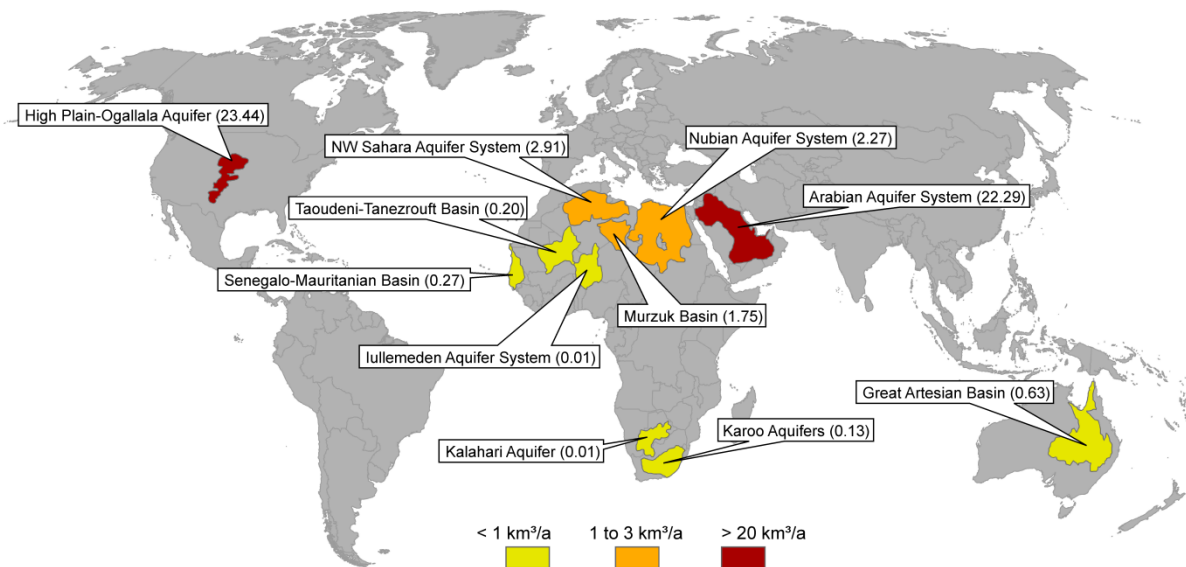 High Plain-Ogallala Aquifer (23.44)
NW Sahara Aquifer System (2.91)
Nubian Aquifer System (2.27)
Arabian Aquifer System (22.29)
Taoudeni-Tanezrouft Basin (0.20)
Senegalo-Mauritanian Basin (0.27)
Murzuk Basin (1.75)
Iullemeden Aquifer System (0.01)
Great Artesian Basin (0.63)
Karoo Aquifers (0.13)
Kalahari Aquifer (0.01)
< 1 km³/a
1 to 3 km³/a
> 20 km³/a